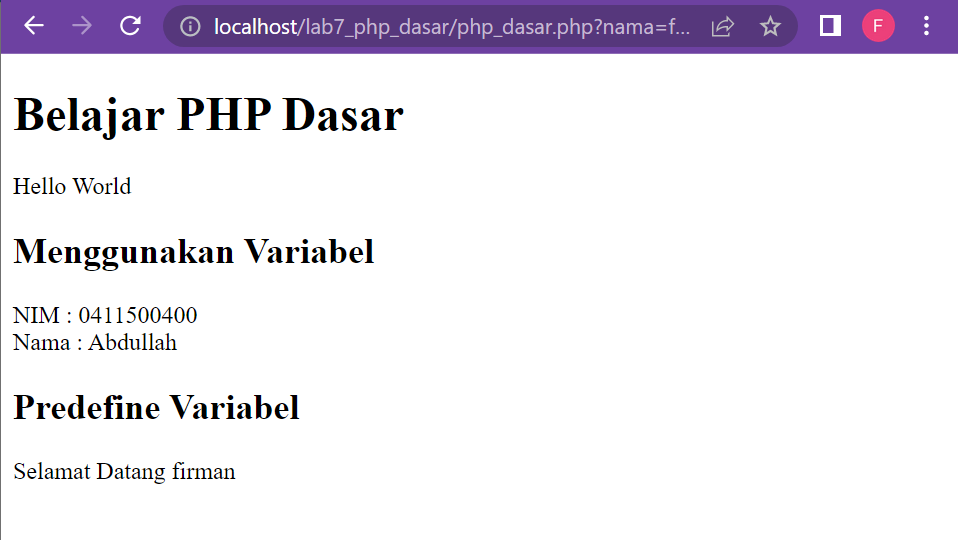 localhost/lab7_php_dasar/php_dasar.php?nama=f...
F
Belajar PHP Dasar
Hello World
Menggunakan Variabel
NIM : 0411500400
Nama : Abdullah
Predefine Variabel
Selamat Datang firman